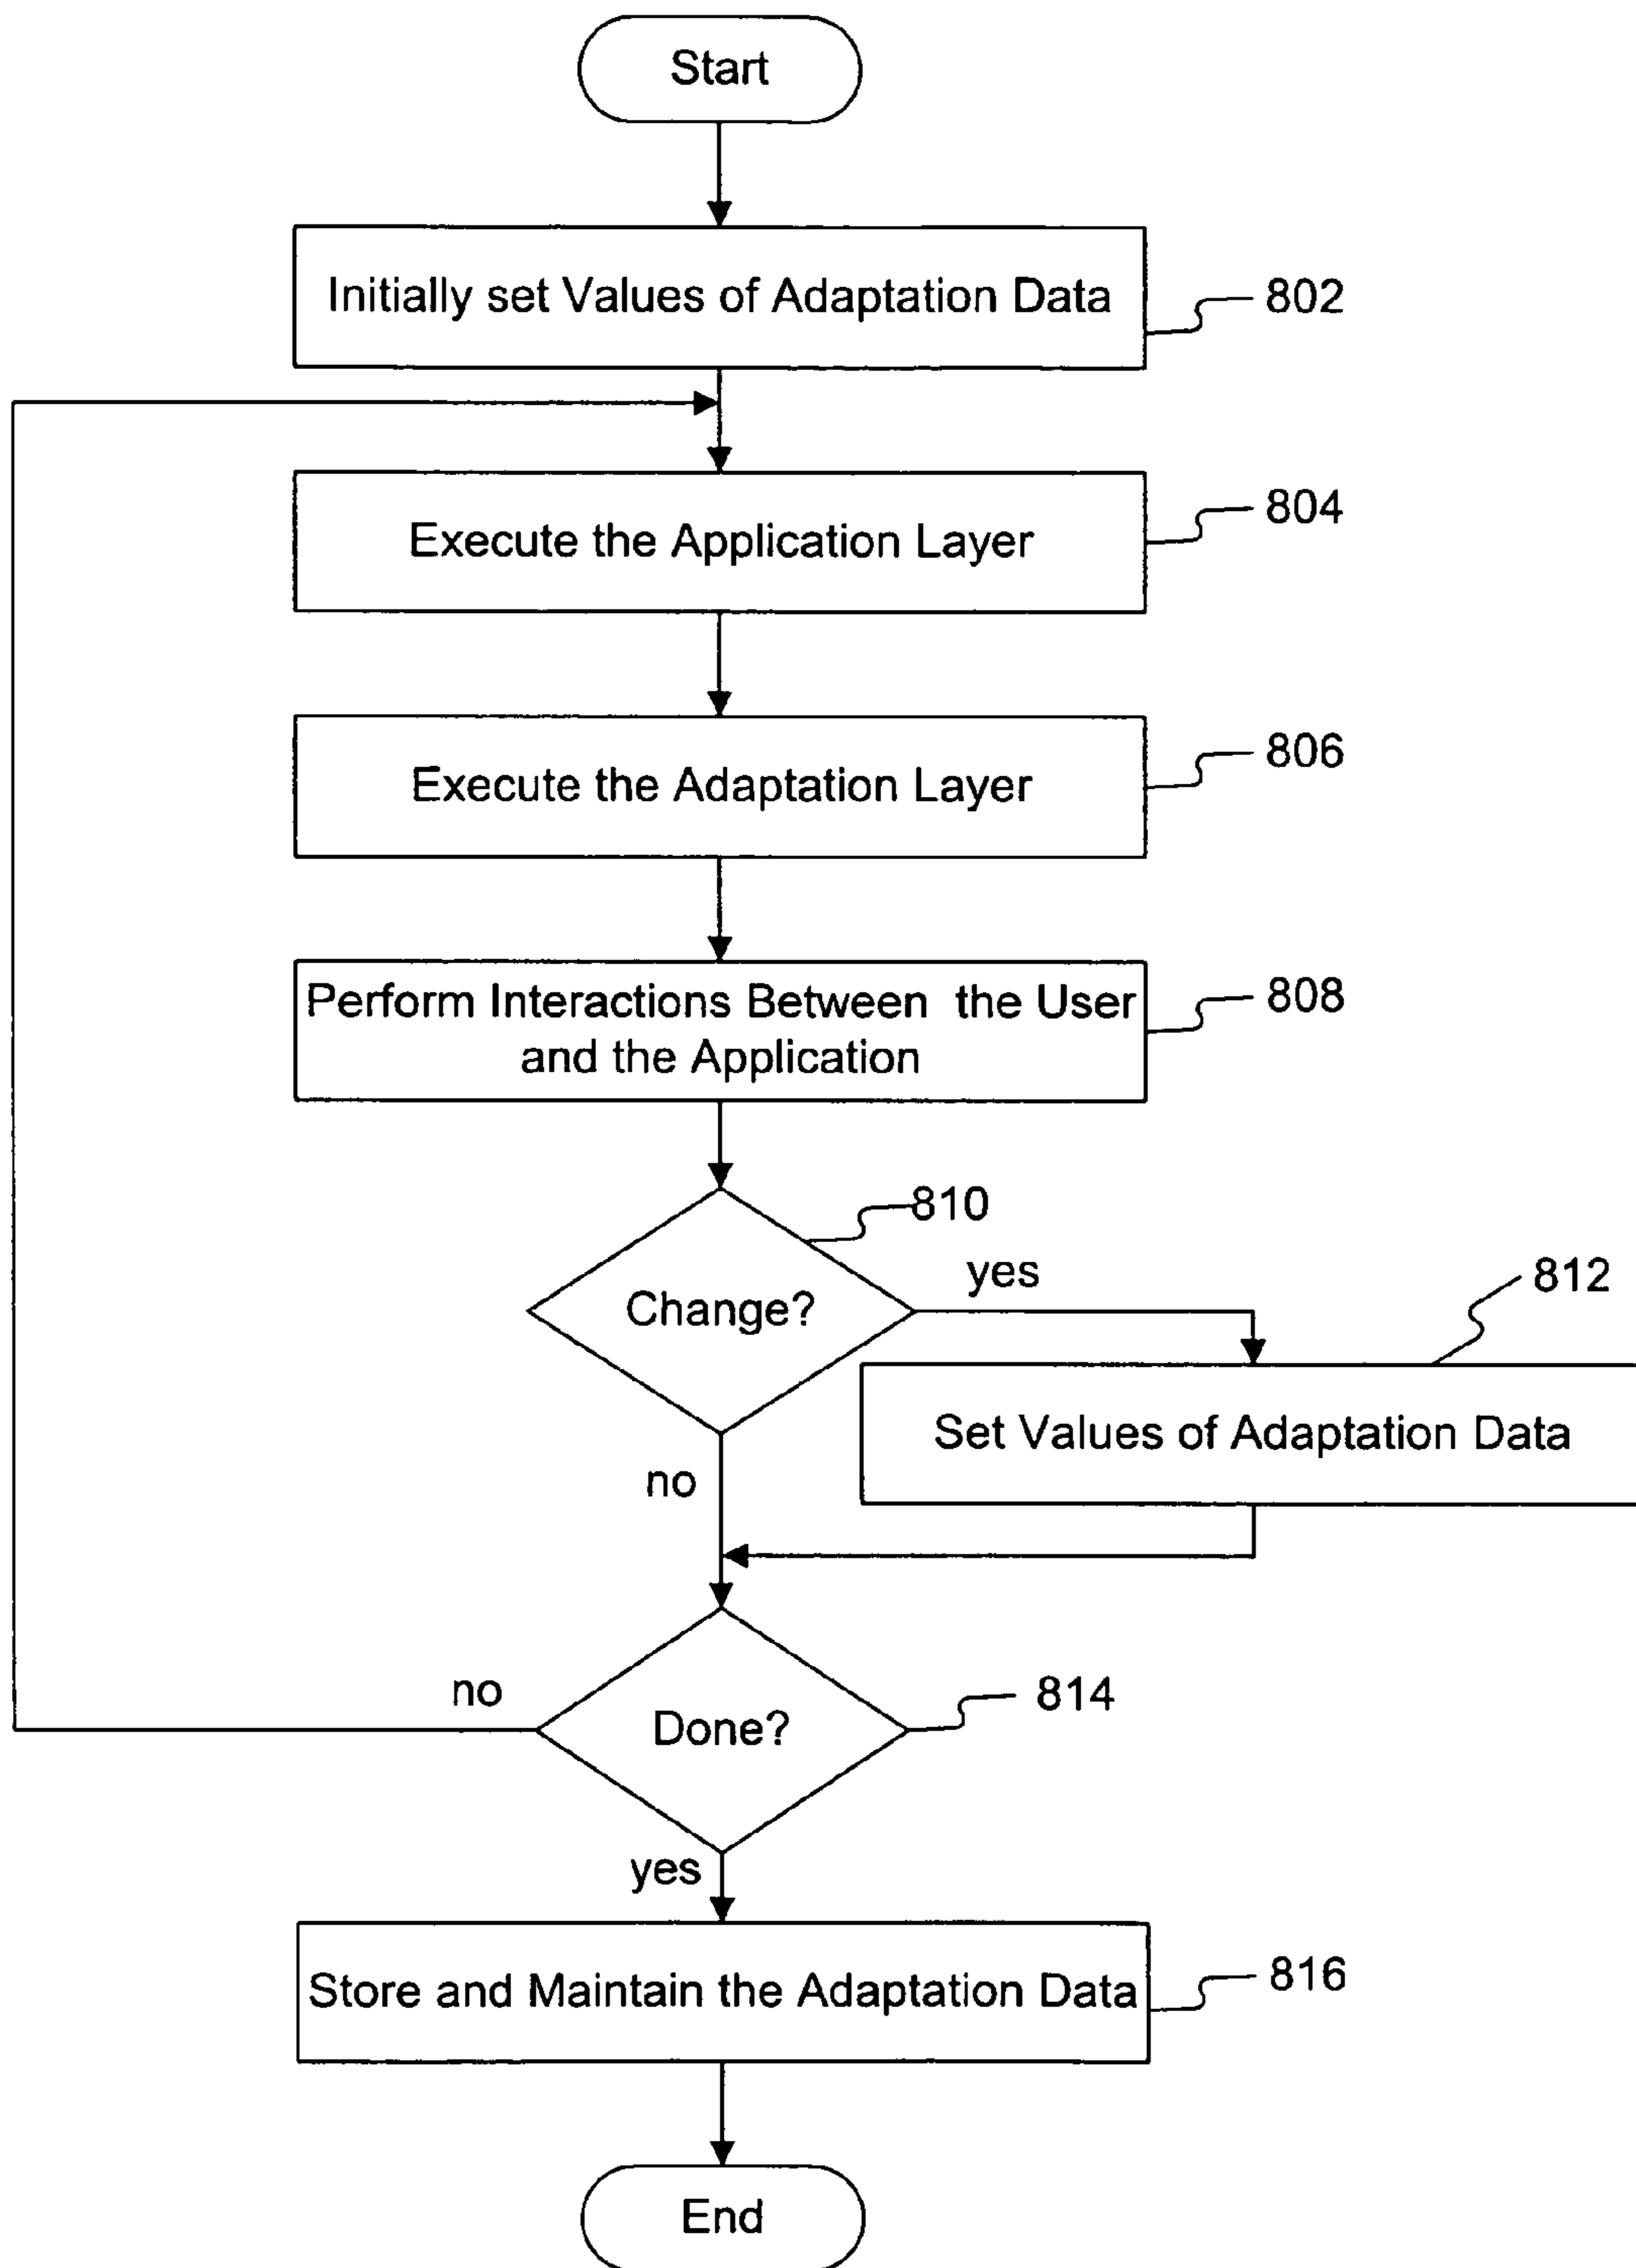 Start
Initially set Values of Adaptation Data
802
Execute the Application Layer
804
Execute the Adaptation Layer
806
Perform Interactions Between the User
and the Application
808
810
Change?
yes
812
Set Values of Adaptation Data
no
Done?
no
814
yes
Store and Maintain the Adaptation Data
816
End